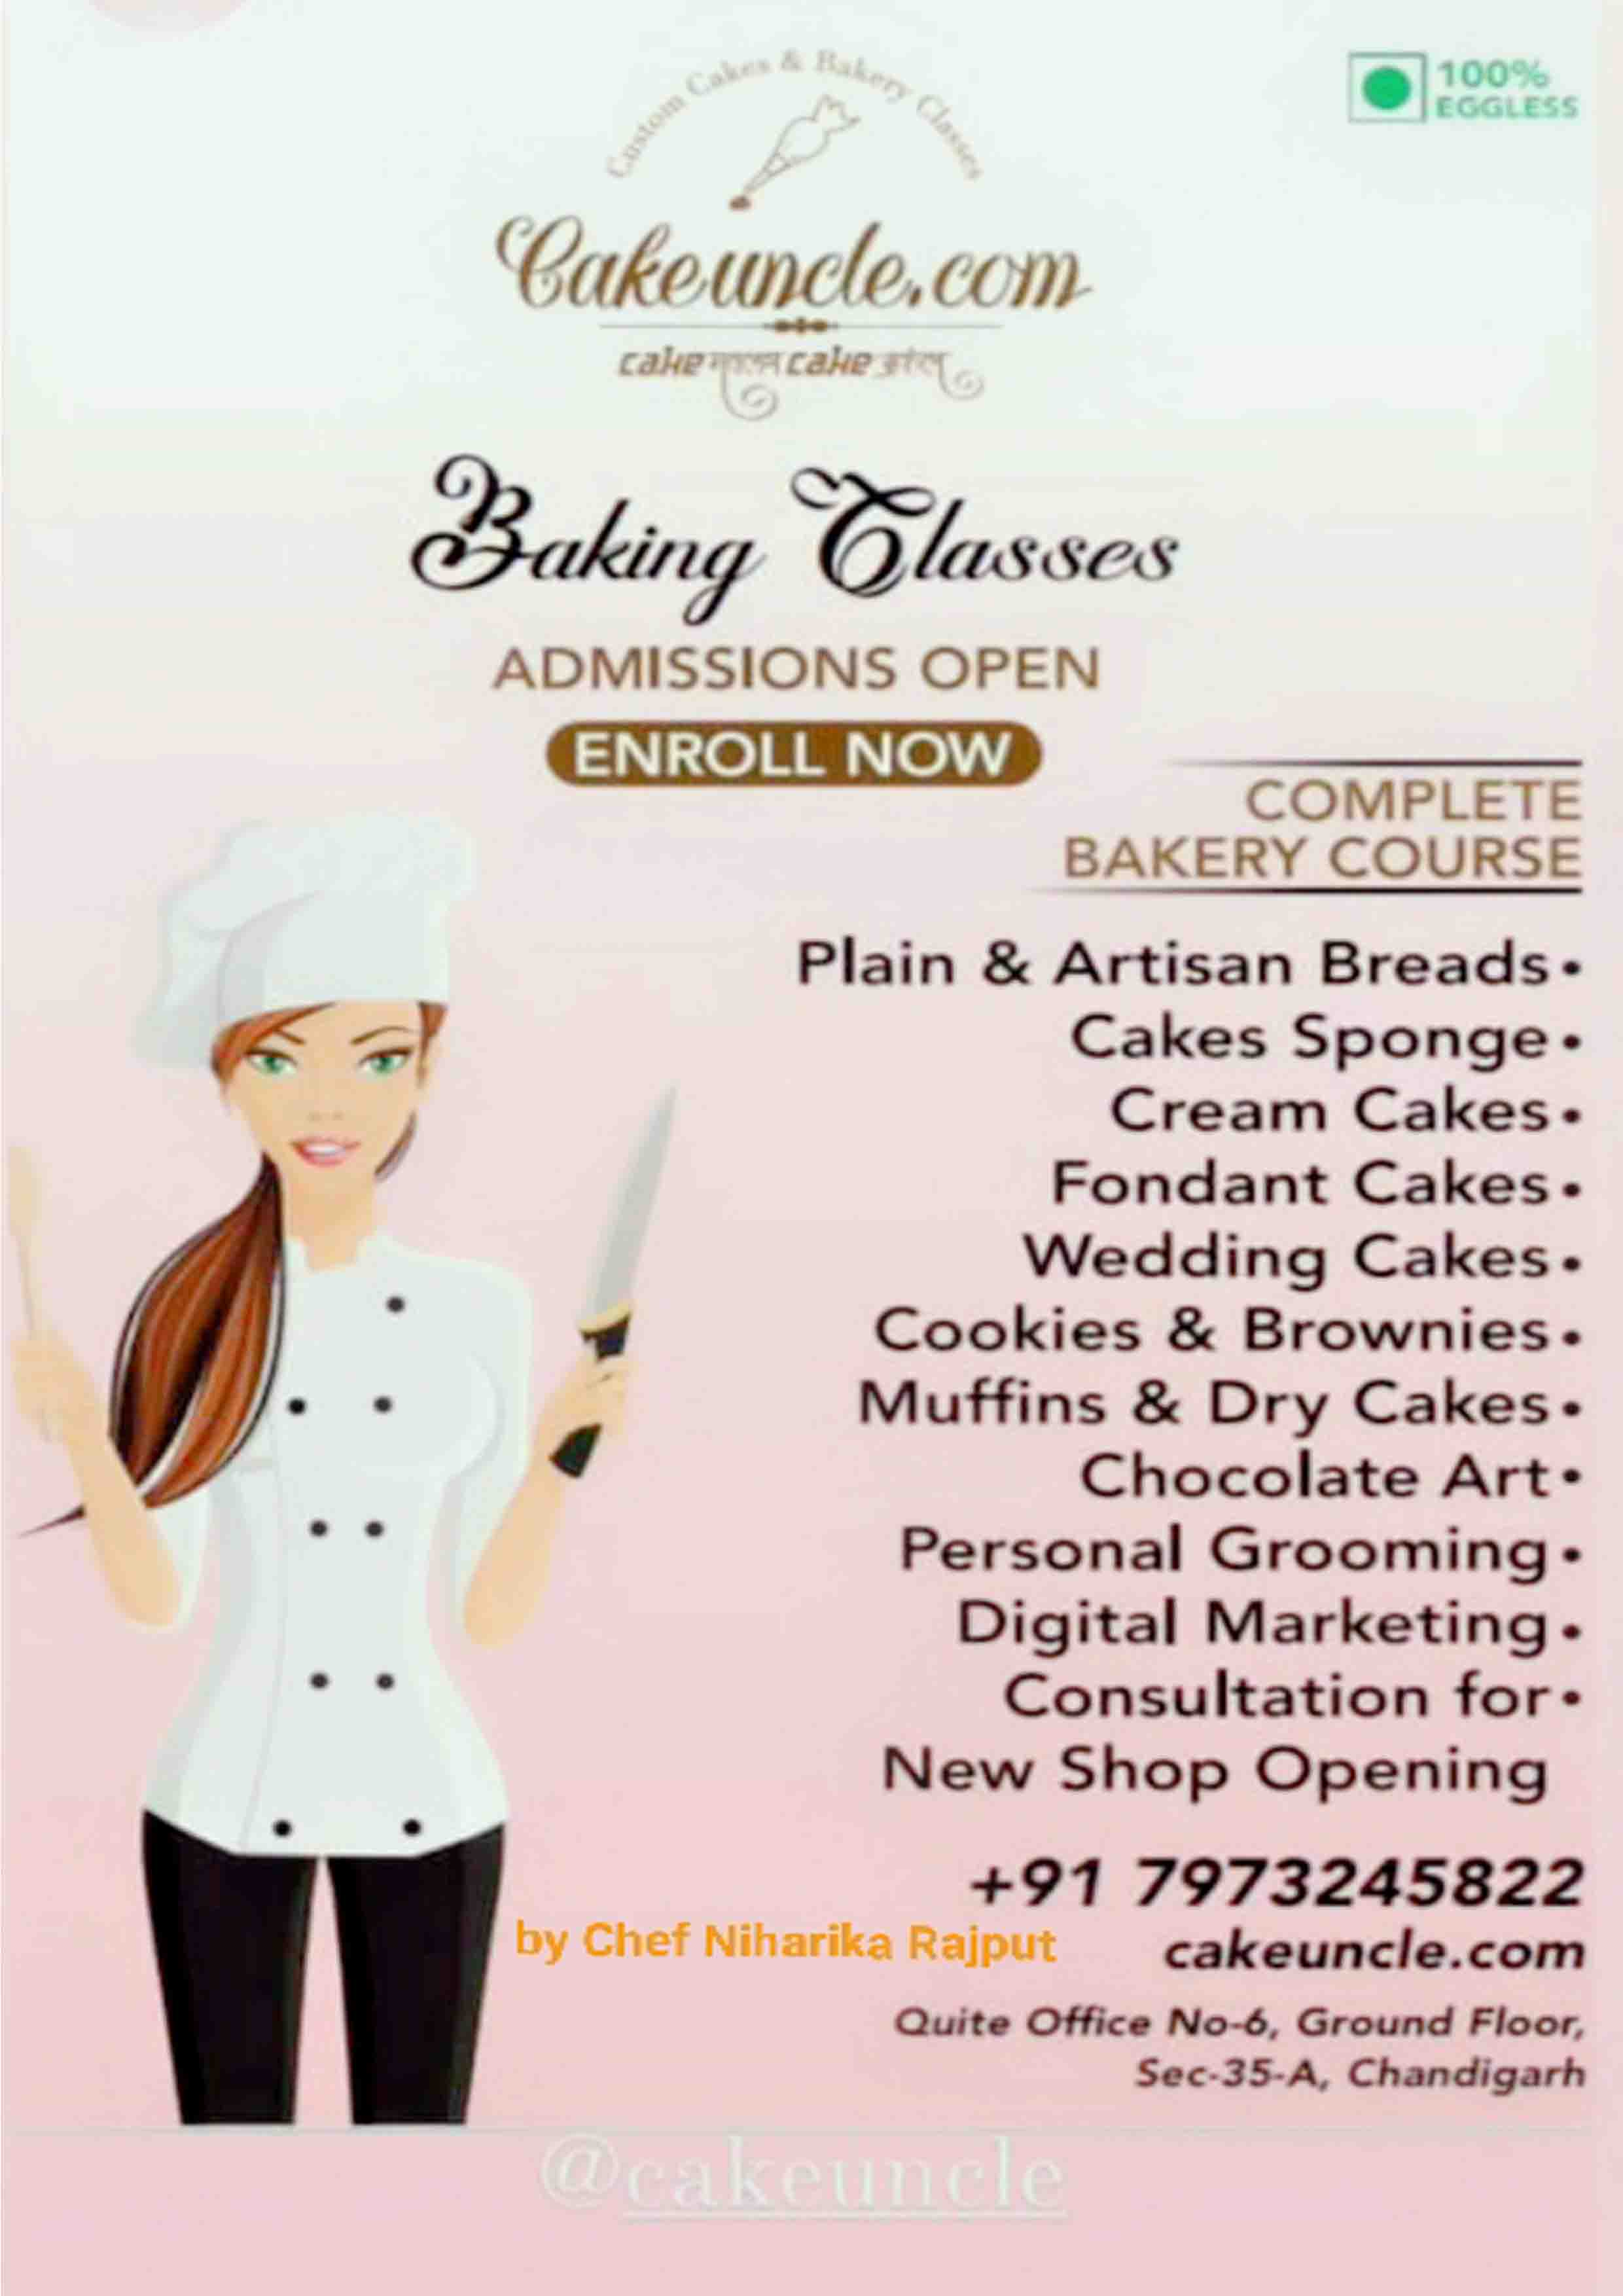 Custom Cakes & Bakery Classes
100%
EGGLESS
Cakeuncle.com
cake cake अंकल
Baking Classes
ADMISSIONS OPEN
ENROLL NOW
COMPLETE
BAKERY COURSE
Plain & Artisan Breads •
Cakes Sponge •
Cream Cakes •
Fondant Cakes •
Wedding Cakes •
Cookies & Brownies •
Muffins & Dry Cakes •
Chocolate Art •
Personal Grooming •
Digital Marketing •
Consultation for •
New Shop Opening
+91 7973245822
by Chef Niharika Rajput
cakeuncle.com
Quite Office No-6, Ground Floor,
Sec-35-A, Chandigarh
@cakeuncle